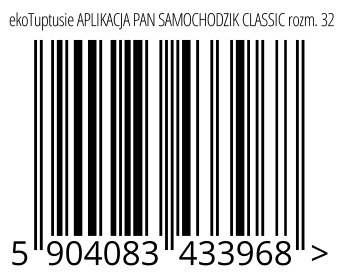 ekoTuptusie APLIKACJA PAN SAMOCHODZIK CLASSIC rozm. 32
5 904083 433968 >